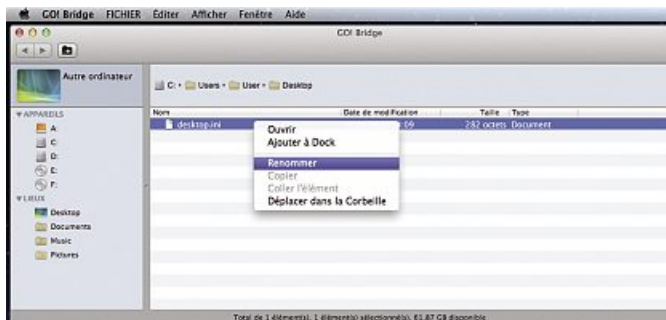 GO! Bridge FICHIER Éditer Afficher Fenêtre Aide
GO! Bridge
Autre ordinateur
C: Users User Desktop
▼ APPAREILS
Nom Date de modification Taille Type
A:
desktop.ini :09 282 octets Document
C:
D:
E:
F:
▼ LIEUX
Desktop
Documents
Music
Pictures
Ouvrir
Ajouter à Dock
Renommer
Copier
Coller l'élément
Déplacer dans la Corbeille
Total de 1 élément(s), 1 élément(s) sélectionné(s), 61.87 GB disponible